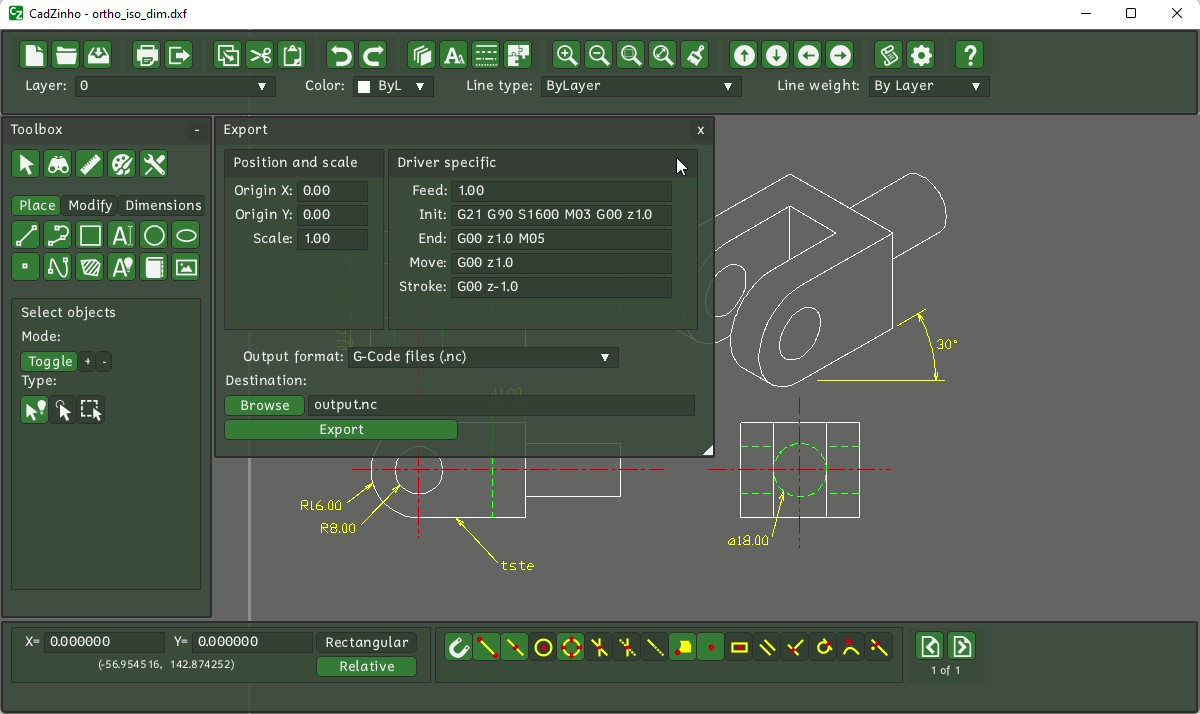 CadZinho - ortho_iso_dim.dxf
Layer: 0 Color: ByL Line type: ByLayer Line weight: By Layer
Toolbox -
Place Modify Dimensions
Select objects
Mode:
Toggle + -
Type:
Export x
Position and scale
Origin X: 0.00
Origin Y: 0.00
Scale: 1.00
Driver specific
Feed: 1.00
Init: G21 G90 S1600 M03 G00 z1.0
End: G00 z1.0 M05
Move: G00 z1.0
Stroke: G00 z-1.0
Output format: G-Code files (.nc)
Destination:
Browse output.nc
Export
30°
R16.00
R8.00
tste
ø18.00
X= 0.000000 Y= 0.000000 Rectangular
(-56.954516, 142.874252) Relative
1 of 1